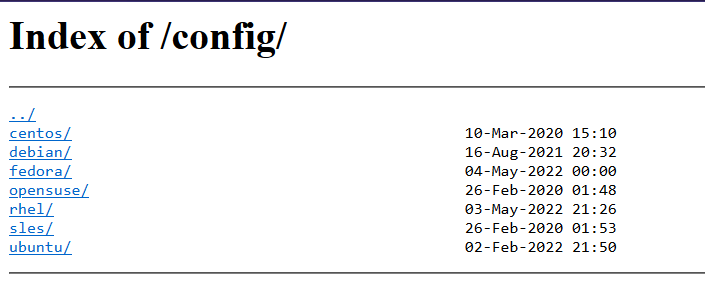 Index of /config/
../
centos/ 10-Mar-2020 15:10
debian/ 16-Aug-2021 20:32
fedora/ 04-May-2022 00:00
opensuse/ 26-Feb-2020 01:48
rhel/ 03-May-2022 21:26
sles/ 26-Feb-2020 01:53
ubuntu/ 02-Feb-2022 21:50